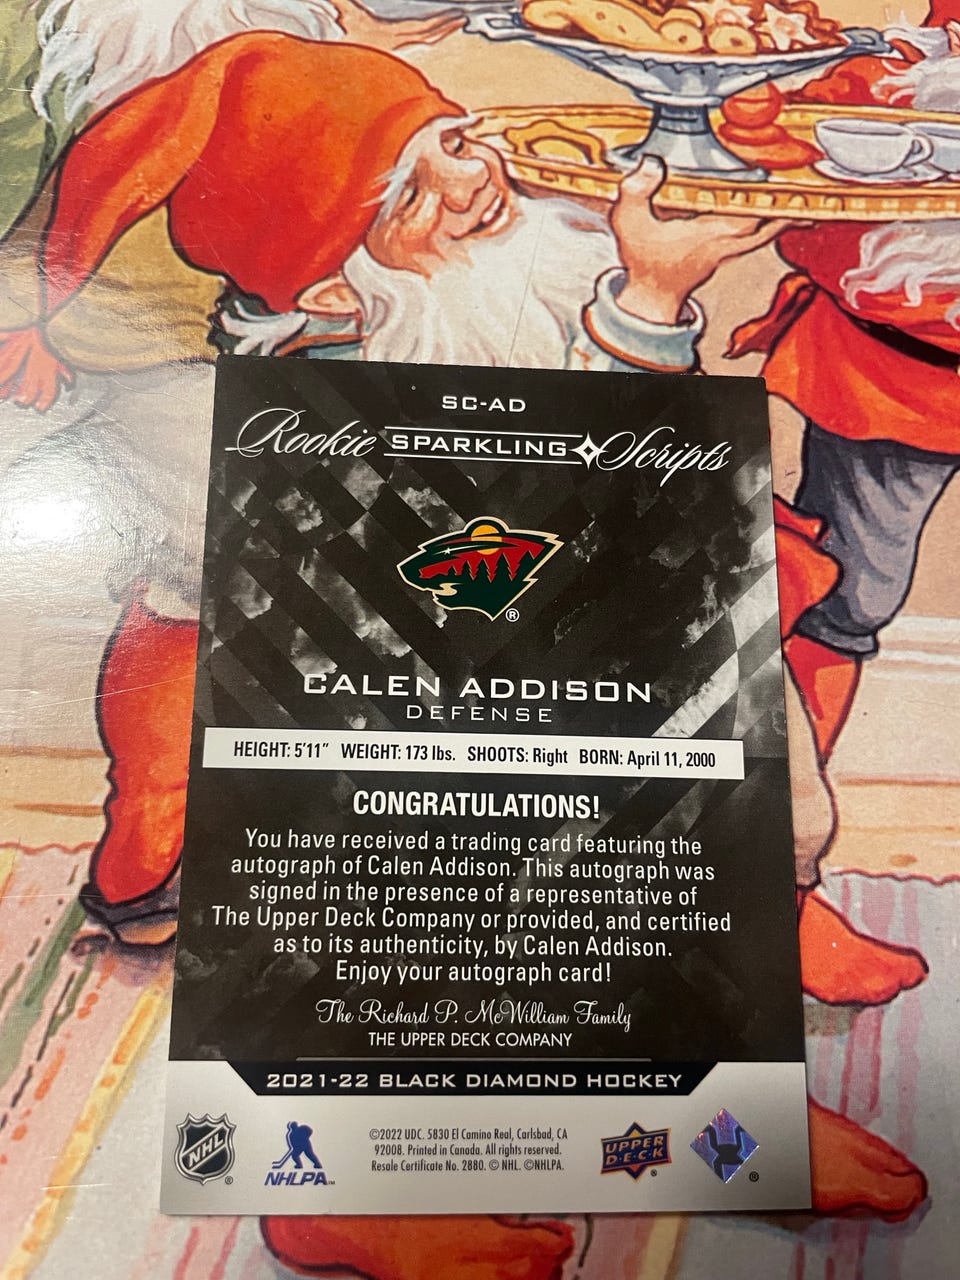 SC-AD
Rookie SPARKLING Scripts
®
CALEN ADDISON
DEFENSE
HEIGHT: 5'11" WEIGHT: 173 lbs. SHOOTS: Right BORN: April 11, 2000
CONGRATULATIONS!
You have received a trading card featuring the
autograph of Calen Addison. This autograph was
signed in the presence of a representative of
The Upper Deck Company or provided, and certified
as to its authenticity, by Calen Addison.
Enjoy your autograph card!
The Richard P. McWilliam Family
THE UPPER DECK COMPANY
2021-22 BLACK DIAMOND HOCKEY
NHL ®
NHLPA™
©2022 UDC. 5830 El Camino Real, Carlsbad, CA
92008. Printed in Canada. All rights reserved.
Resale Certificate No. 2880. © NHL. ©NHLPA.
UPPER
D·E·C·K ®
®